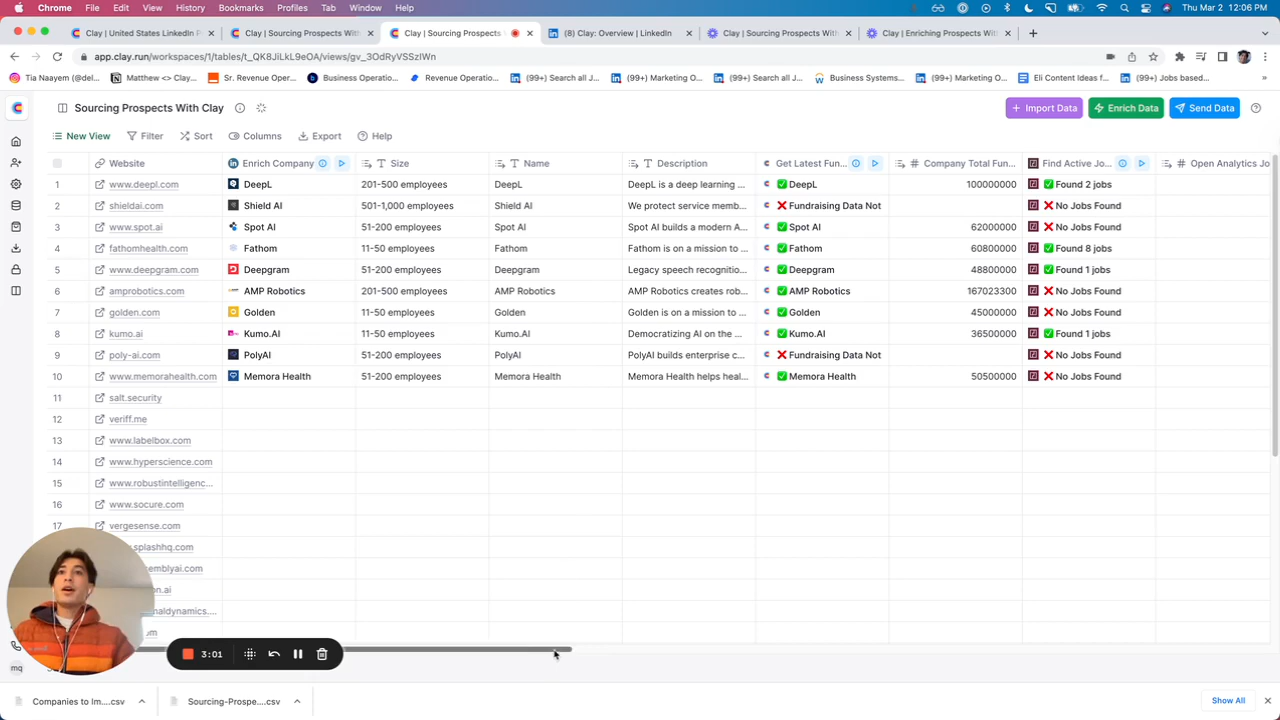 Chrome File Edit View History Bookmarks Profiles Tab Window Help Thu Mar 2 12:06 PM
Clay | United States LinkedIn P
Clay | Sourcing Prospects With
Clay | Sourcing Prospects
(8) Clay: Overview | LinkedIn
Clay | Sourcing Prospects With
Clay | Enriching Prospects Wit
app.clay.run/workspaces/1/tables/t_QK8JiLkL9eOA/views/gv_3OdRyVSSzIWn
Tia Naayem (@del...
Matthew <> Clay...
Sr. Revenue Oper...
Business Operatio...
Revenue Operatio...
(99+) Search all J...
(99+) Marketing O...
(99+) Search all J...
Business Systems...
(99+) Marketing O...
Eli Content Ideas f...
(99+) Jobs based...
Sourcing Prospects With Clay
Import Data Enrich Data Send Data
New View Filter Sort Columns Export Help
Website Enrich Company Size Name Description Get Latest Fun... Company Total Fun... Find Active Jo... Open Analytics Jo
1 www.deepl.com DeepL 201-500 employees DeepL DeepL is a deep learning ... DeepL 100000000 Found 2 jobs
2 shieldai.com Shield AI 501-1,000 employees Shield AI We protect service memb... Fundraising Data Not No Jobs Found
3 www.spot.ai Spot AI 51-200 employees Spot AI Spot AI builds a modern A... Spot AI 62000000 No Jobs Found
4 fathomhealth.com Fathom 11-50 employees Fathom Fathom is on a mission to ... Fathom 60800000 Found 8 jobs
5 www.deepgram.com Deepgram 51-200 employees Deepgram Legacy speech recognitio... Deepgram 48800000 Found 1 jobs
6 amprobotics.com AMP Robotics 201-500 employees AMP Robotics AMP Robotics creates rob... AMP Robotics 167023300 No Jobs Found
7 golden.com Golden 11-50 employees Golden Golden is on a mission to ... Golden 45000000 No Jobs Found
8 kumo.ai Kumo.AI 11-50 employees Kumo.AI Democratizing AI on the ... Kumo.AI 36500000 Found 1 jobs
9 poly-ai.com PolyAI 51-200 employees PolyAI PolyAI builds enterprise c... Fundraising Data Not No Jobs Found
10 www.memorahealth.com Memora Health 51-200 employees Memora Health Memora Health helps heal... Memora Health 50500000 No Jobs Found
11 salt.security
12 veriff.me
13 www.labelbox.com
14 www.hyperscience.com
15 www.robustintelligenc...
16 www.socure.com
17 vergesense.com
.splashhq.com
emblyai.com
on.ai
naldynamics....
om
3:01
mq
Companies to Im....csv
Sourcing-Prospe....csv
Show All